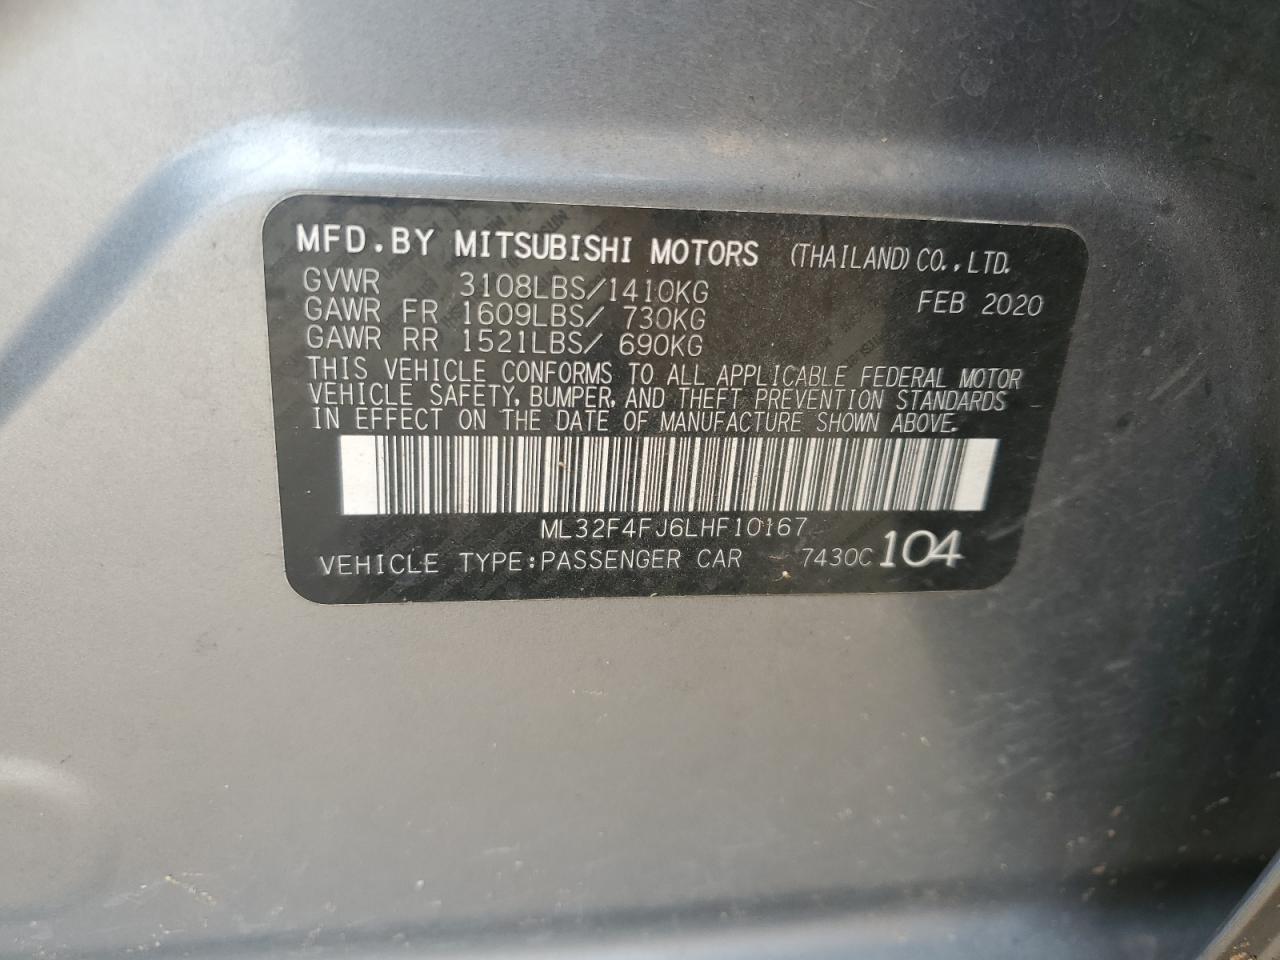 MFD.BY MITSUBISHI MOTORS (THAILAND) CO.,LTD.
GVWR 3108LBS/1410KG FEB 2020
GAWR FR 1609LBS/ 730KG
GAWR RR 1521LBS/ 690KG
THIS VEHICLE CONFORMS TO ALL APPLICABLE FEDERAL MOTOR
VEHICLE SAFETY, BUMPER, AND THEFT PREVENTION STANDARDS
IN EFFECT ON THE DATE OF MANUFACTURE SHOWN ABOVE.
ML32F4FJ6LHF10167
VEHICLE TYPE:PASSENGER CAR 7430C 104